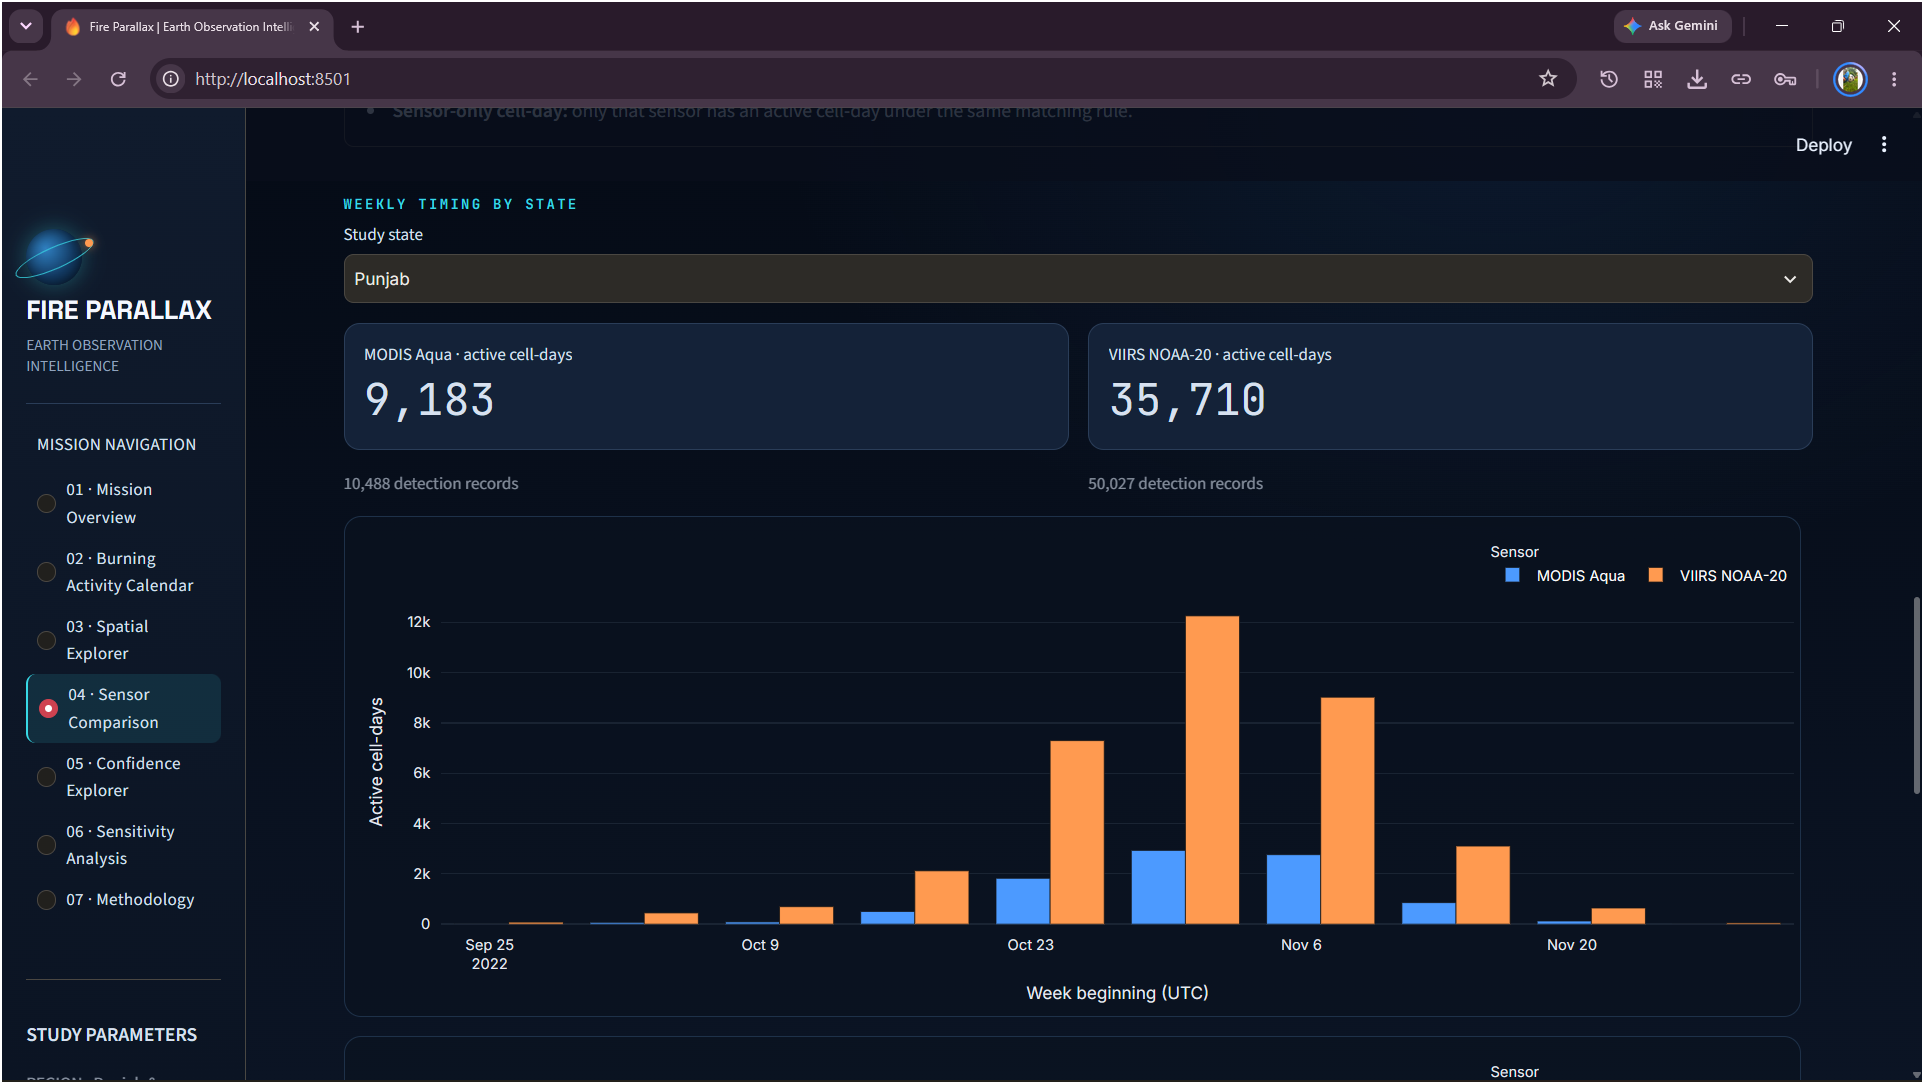 Fire Parallax | Earth Observation Intelli
Ask Gemini
http://localhost:8501
Sensor-only cell-day: only that sensor has an active cell-day under the same matching rule.
Deploy
FIRE PARALLAX
EARTH OBSERVATION
INTELLIGENCE
MISSION NAVIGATION
01 · Mission
Overview
02 · Burning
Activity Calendar
03 · Spatial
Explorer
04 · Sensor
Comparison
05 · Confidence
Explorer
06 · Sensitivity
Analysis
07 · Methodology
STUDY PARAMETERS
WEEKLY TIMING BY STATE
Study state
Punjab
MODIS Aqua · active cell-days
9,183
VIIRS NOAA-20 · active cell-days
35,710
10,488 detection records
50,027 detection records
Sensor
MODIS Aqua
VIIRS NOAA-20
12k
10k
8k
6k
4k
2k
0
Active cell-days
Sep 25
2022
Oct 9
Oct 23
Nov 6
Nov 20
Week beginning (UTC)
Sensor